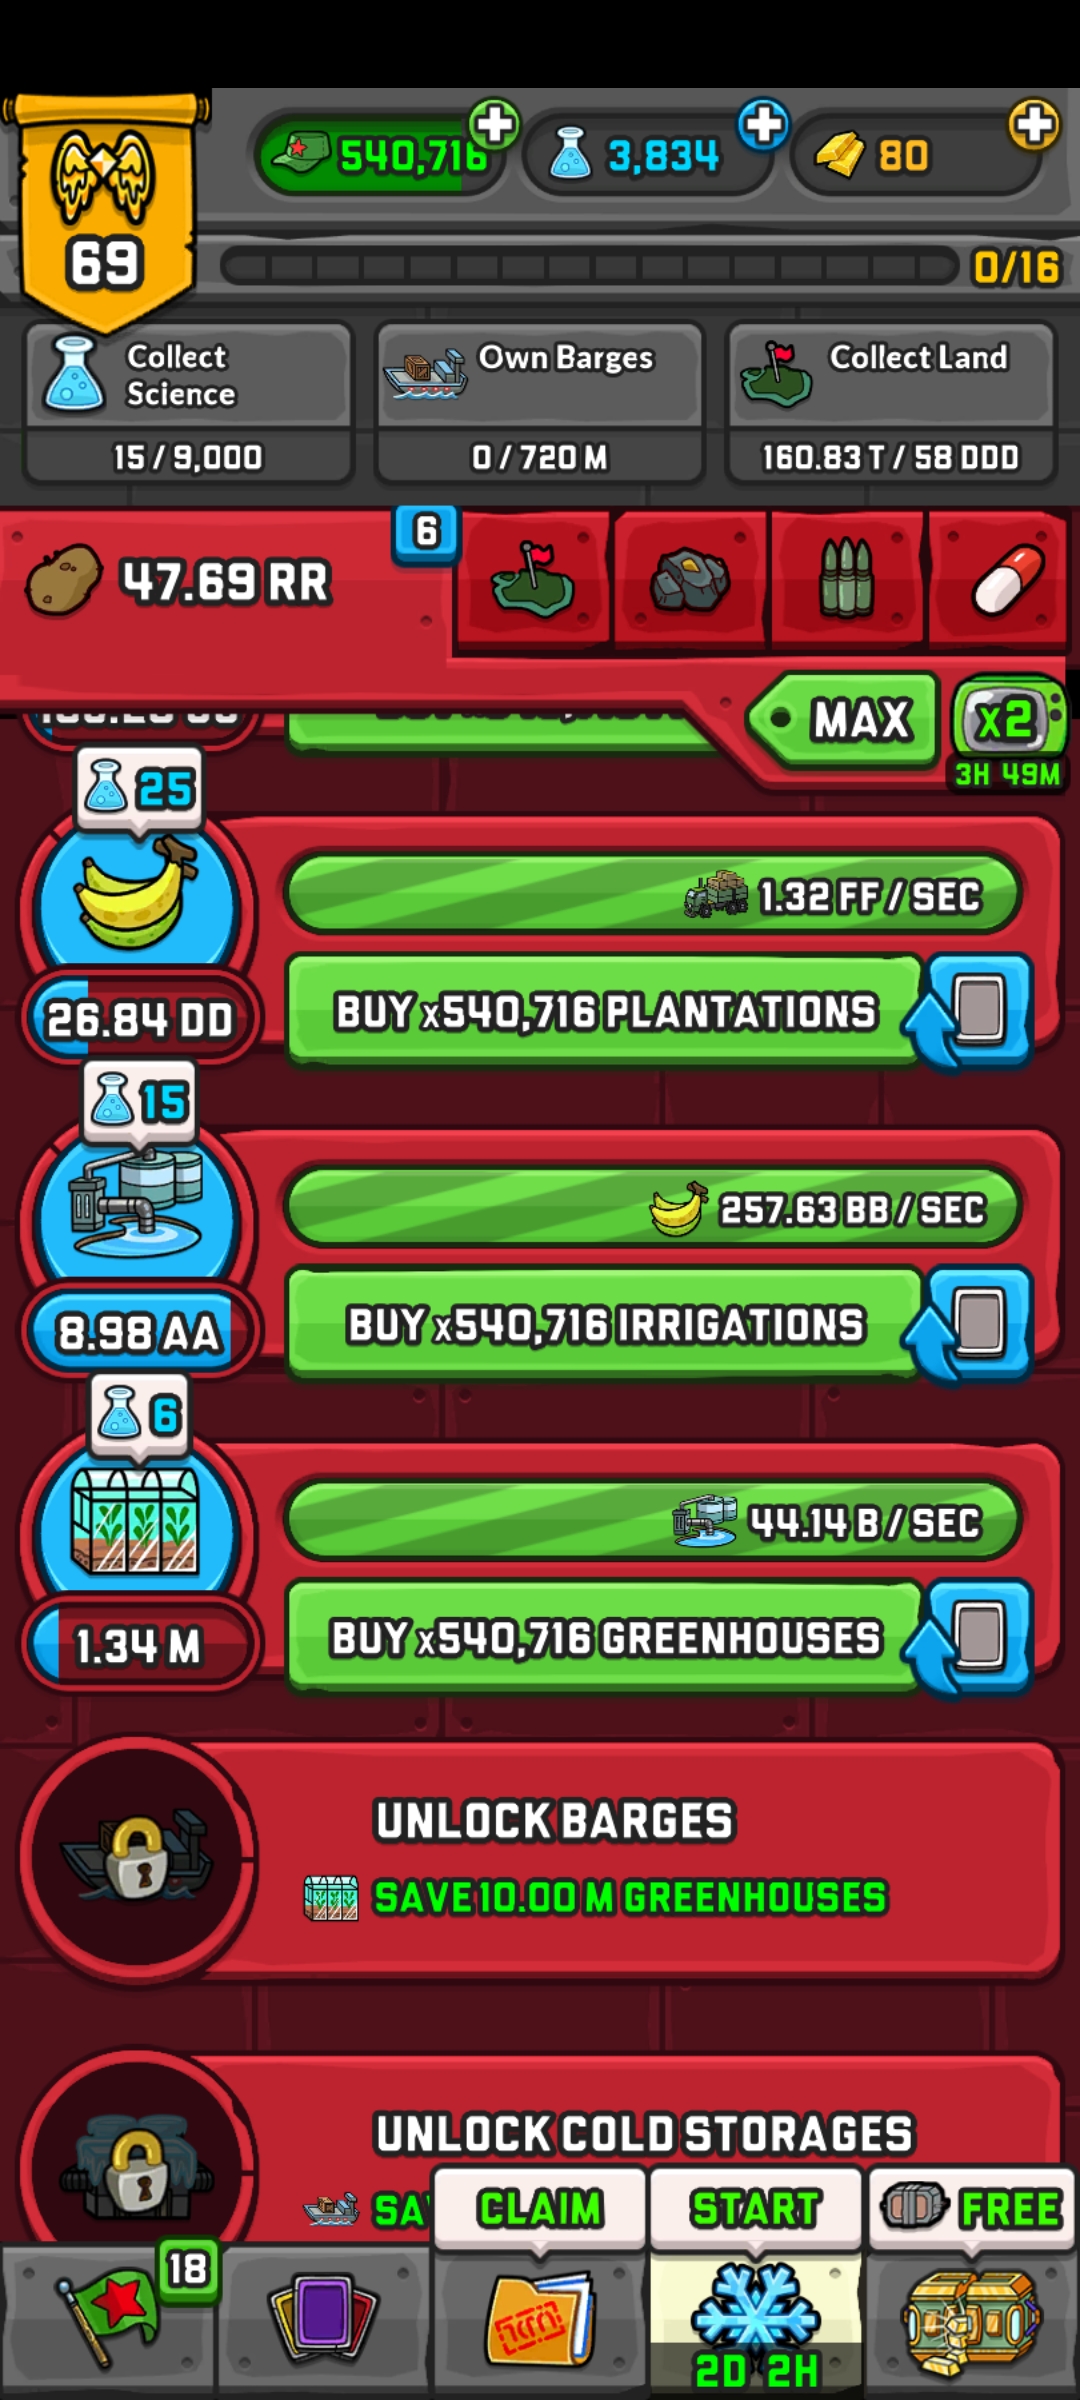 540,716
3,834
80
69
0/16
Collect
Science
15 / 9,000
Own Barges
0 / 720 M
Collect Land
160.83 T / 58 DDD
6
47.69 RR
MAX
x2
3H 49M
25
1.32 FF / SEC
26.84 DD
BUY x540,716 PLANTATIONS
15
257.63 BB / SEC
8.98 AA
BUY x540,716 IRRIGATIONS
6
44.14 B / SEC
1.34 M
BUY x540,716 GREENHOUSES
UNLOCK BARGES
SAVE 10.00 M GREENHOUSES
UNLOCK COLD STORAGES
CLAIM
START
FREE
18
2D 2H